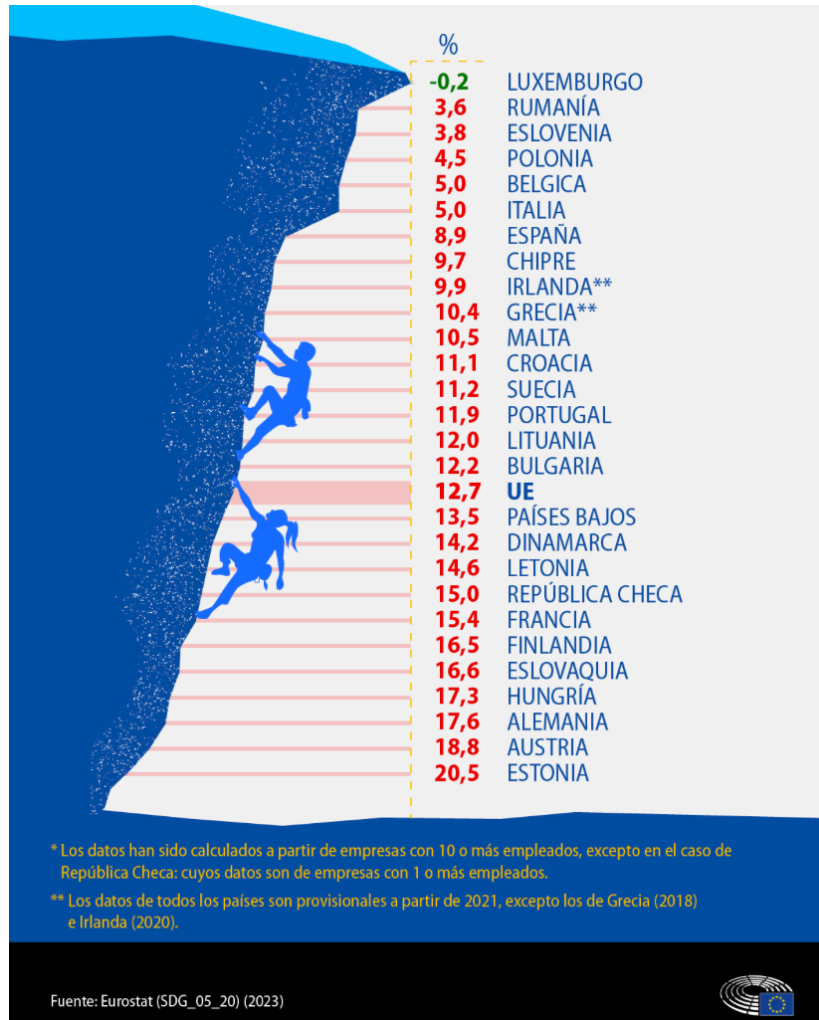 %
-0,2 LUXEMBURGO
3,6 RUMANÍA
3,8 ESLOVENIA
4,5 POLONIA
5,0 BELGICA
5,0 ITALIA
8,9 ESPAÑA
9,7 CHIPRE
9,9 IRLANDA**
10,4 GRECIA**
10,5 MALTA
11,1 CROACIA
11,2 SUECIA
11,9 PORTUGAL
12,0 LITUANIA
12,2 BULGARIA
12,7 UE
13,5 PAÍSES BAJOS
14,2 DINAMARCA
14,6 LETONIA
15,0 REPÚBLICA CHECA
15,4 FRANCIA
16,5 FINLANDIA
16,6 ESLOVAQUIA
17,3 HUNGRÍA
17,6 ALEMANIA
18,8 AUSTRIA
20,5 ESTONIA
* Los datos han sido calculados a partir de empresas con 10 o más empleados, excepto en el caso de
República Checa: cuyos datos son de empresas con 1 o más empleados.
** Los datos de todos los países son provisionales a partir de 2021, excepto los de Grecia (2018)
e Irlanda (2020).
Fuente: Eurostat (SDG_05_20) (2023)